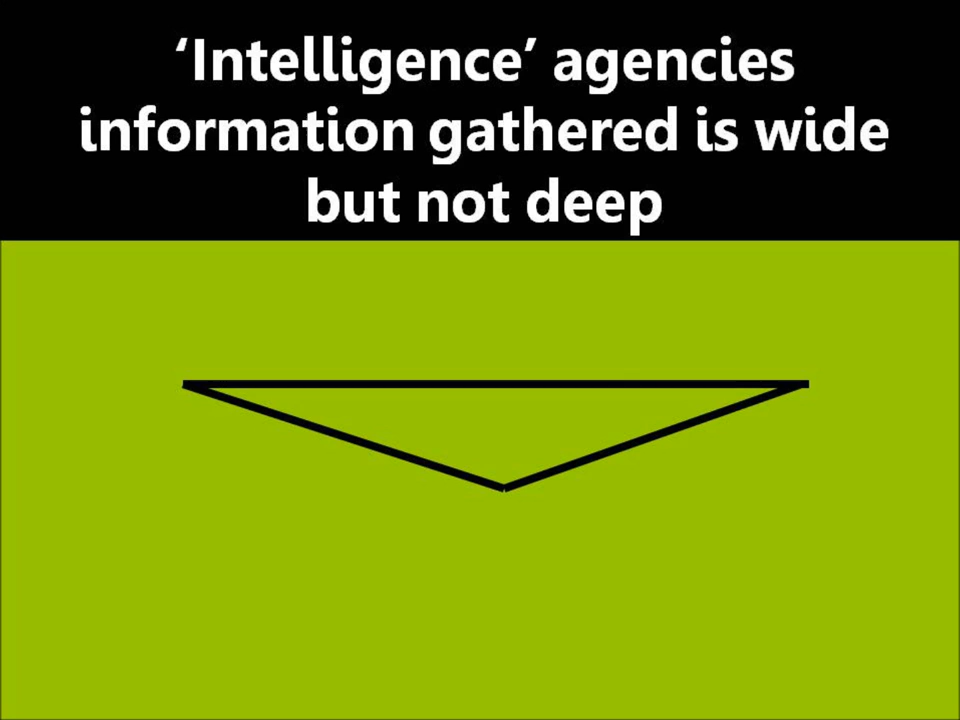 ‘Intelligence’ agencies
information gathered is wide
but not deep